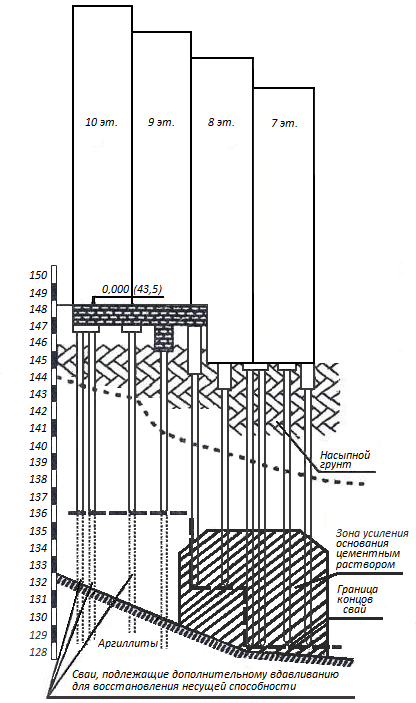 10 эт.
9 эт.
8 эт.
7 эт.
0,000 (43,5)
150
149
148
147
146
145
144
143
142
141
140
139
138
137
136
135
134
133
132
131
130
129
128
Насыпной
грунт
Зона усиления
основания
цементным
раствором
Граница
концов
свай
Аргиллиты
Сваи, подлежащие дополнительному вдавливанию
для восстановления несущей способности